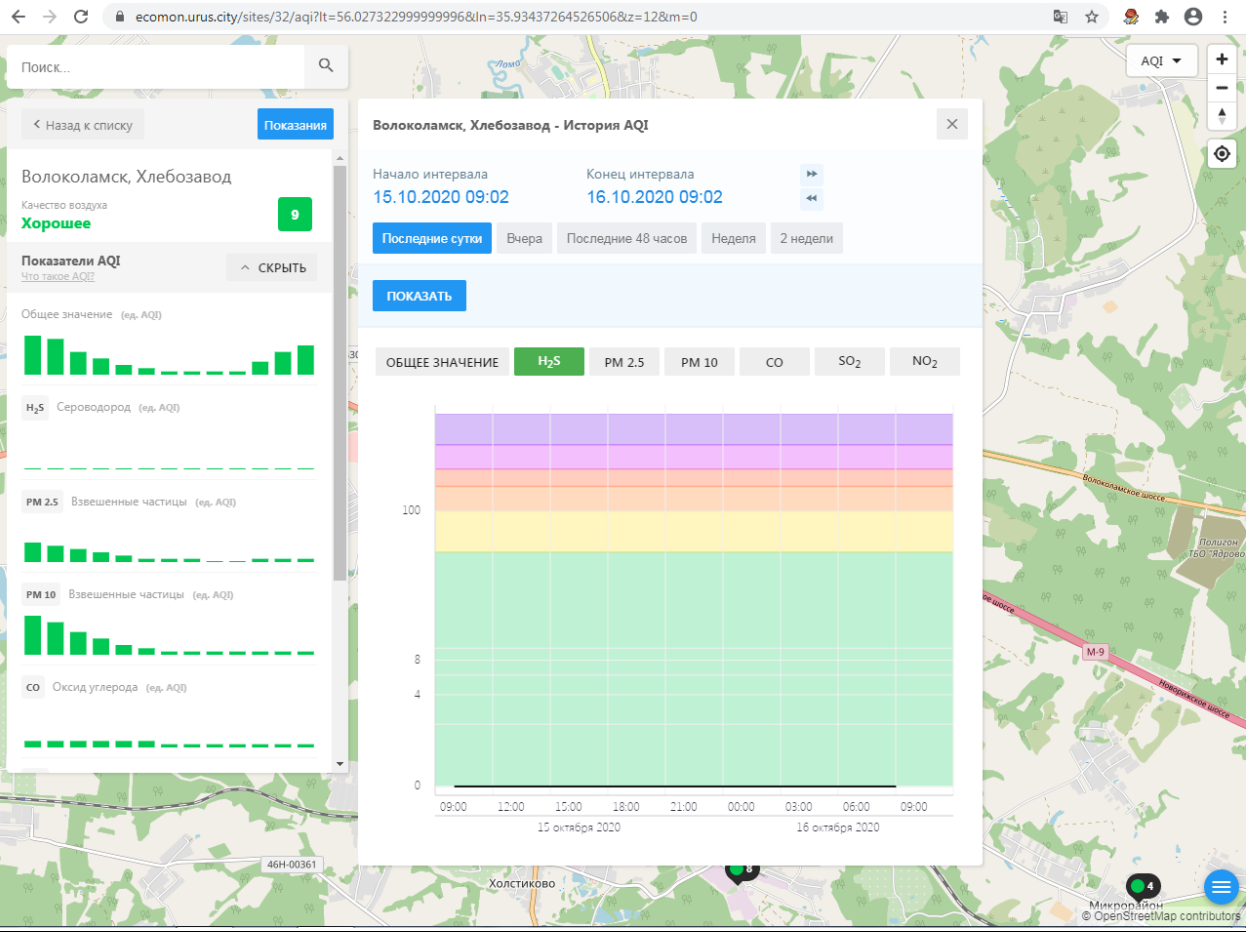 ecomon.urus.city/sites/32/aqi?lt=56.027322999999996&ln=35.93437264526506&z=12&m=0
Поиск...
Лама
AQI
Назад к списку
Показания
Волоколамск, Хлебозавод - История AQI
Волоколамск, Хлебозавод
Качество воздуха
Хорошее
9
Начало интервала
Конец интервала
15.10.2020 09:02
16.10.2020 09:02
Последние сутки
Вчера
Последние 48 часов
Неделя
2 недели
Показатели AQI
Что такое AQI?
СКРЫТЬ
ПОКАЗАТЬ
Общее значение (ед. AQI)
ОБЩЕЕ ЗНАЧЕНИЕ
H₂S
PM 2.5
PM 10
CO
SO₂
NO₂
H₂S Сероводород (ед. AQI)
PM 2.5 Взвешенные частицы (ед. AQI)
PM 10 Взвешенные частицы (ед. AQI)
CO Оксид углерода (ед. AQI)
100
8
4
0
09:00 12:00 15:00 18:00 21:00 00:00 03:00 06:00 09:00
15 октября 2020
16 октября 2020
Волоколамское шоссе
Полигон
ТБО "Ядрово
шоссе
М-9
Новорижское шоссе
46Н-00361
Холстиково
8
4
Микрорайон
© OpenStreetMap contributors